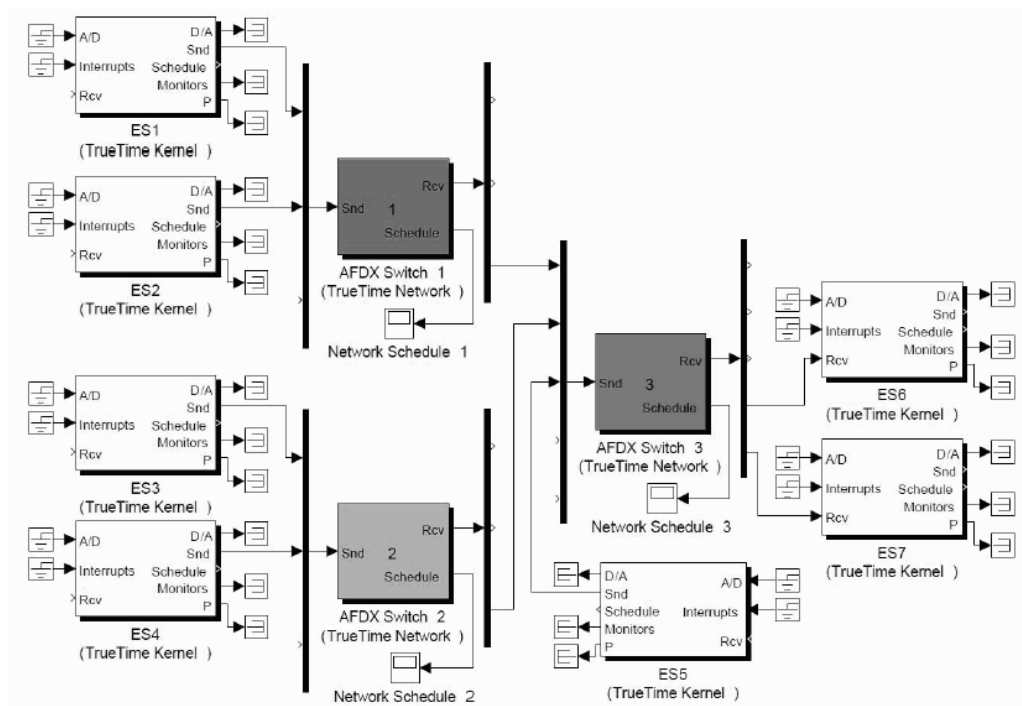 A/D
Interrupts
Rcv
D/A
Snd
Schedule
Monitors
P
ES1
(TrueTime Kernel )
A/D
Interrupts
Rcv
D/A
Snd
Schedule
Monitors
P
ES2
(TrueTime Kernel )
Snd
1
Rcv
Schedule
AFDX Switch 1
(TrueTime Network )
Network Schedule 1
A/D
Interrupts
Rcv
D/A
Snd
Schedule
Monitors
P
ES3
(TrueTime Kernel )
A/D
Interrupts
Rcv
D/A
Snd
Schedule
Monitors
P
ES4
(TrueTime Kernel )
Snd
2
Rcv
Schedule
AFDX Switch 2
(TrueTime Network )
Network Schedule 2
Snd
3
Rcv
Schedule
AFDX Switch 3
(TrueTime Network )
Network Schedule 3
D/A
Snd
Schedule
Monitors
P
A/D
Interrupts
Rcv
ES5
(TrueTime Kernel )
A/D
Interrupts
Rcv
D/A
Snd
Schedule
Monitors
P
ES6
(TrueTime Kernel )
A/D
Interrupts
Rcv
D/A
Snd
Schedule
Monitors
P
ES7
(TrueTime Kernel )